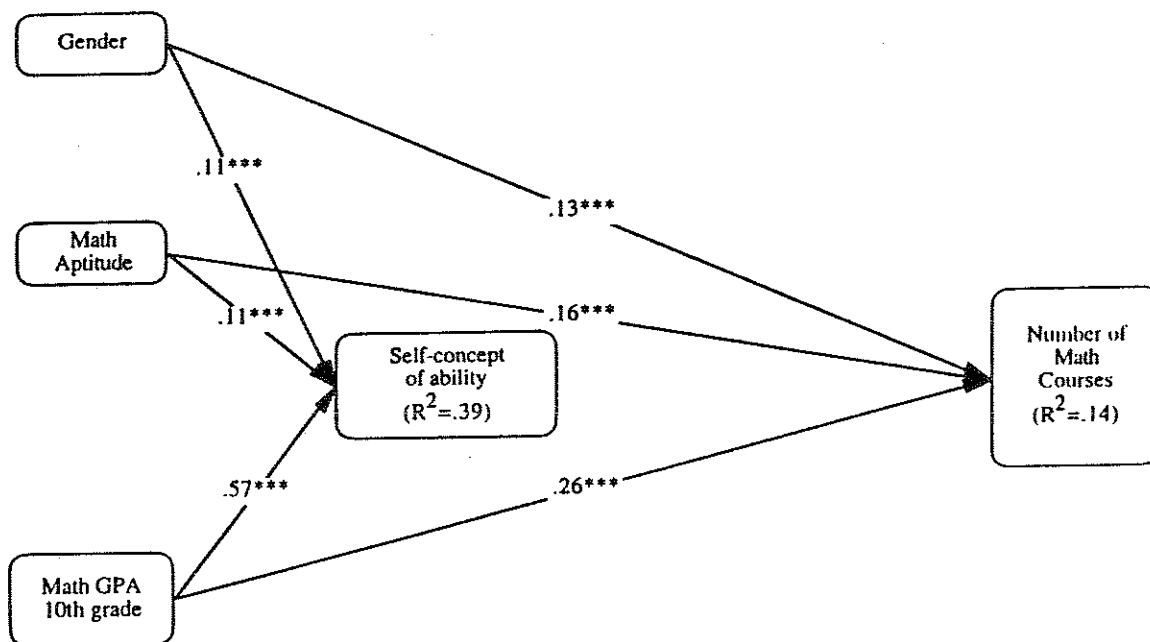 Gender
.11***
.13***
Math
Aptitude
.11***
.16***
Self-concept
of ability
(R²=.39)
Number of
Math
Courses
(R²=.14)
.57***
.26***
Math GPA
10th grade